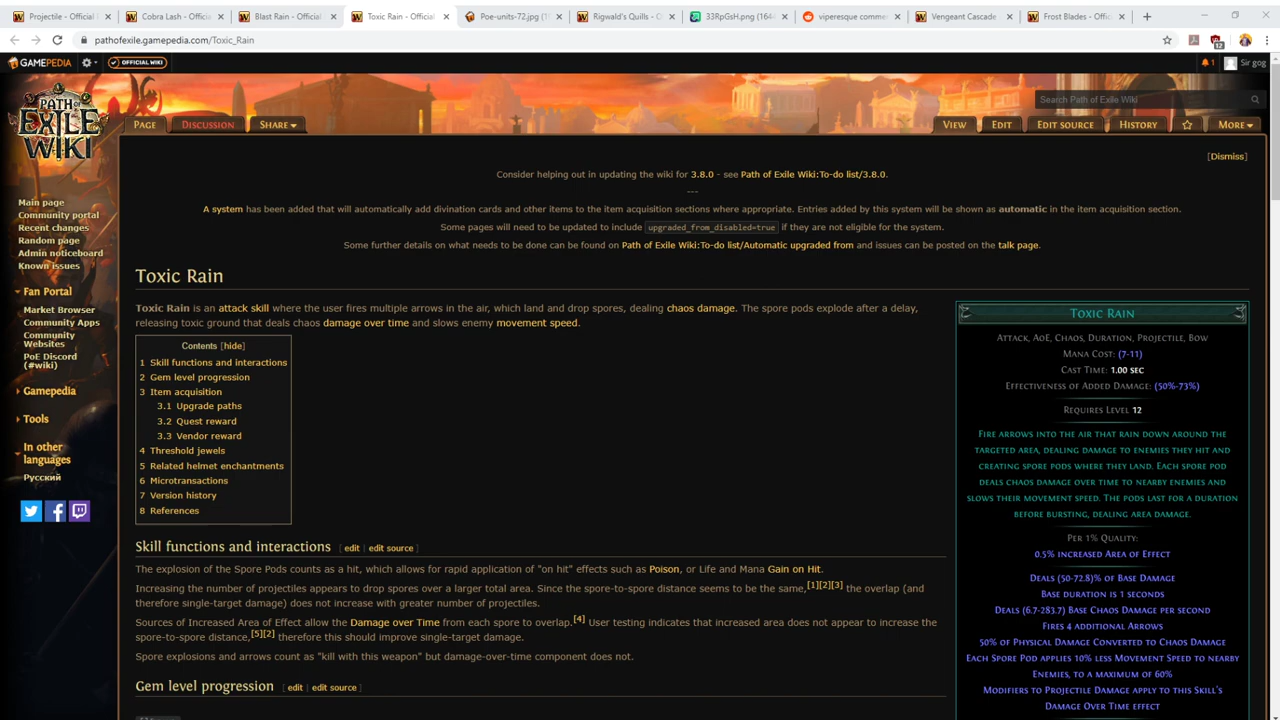 Projectile - Official
Cobra Lash - Official
Blast Rain - Official
Toxic Rain - Official
Poe-units-72.jpg (11
Rigwald's Quills - O
33RpGsH.png (164
viperesque comme
Vengeant Cascade
Frost Blades - Offic
pathofexile.gamepedia.com/Toxic_Rain
12
GAMEPEDIA
OFFICIAL WIKI
1
Sir gog
PATH OF EXILE WIKI
Search Path of Exile Wiki
PAGE
DISCUSSION
SHARE
VIEW
EDIT
EDIT SOURCE
HISTORY
MORE
[Dismiss]
Consider helping out in updating the wiki for 3.8.0 - see Path of Exile Wiki:To-do list/3.8.0.
---
A system has been added that will automatically add divination cards and other items to the item acquisition sections where appropriate. Entries added by this system will be shown as automatic in the item acquisition section.
Some pages will need to be updated to include upgraded_from_disabled=true if they are not eligible for the system.
Some further details on what needs to be done can be found on Path of Exile Wiki:To-do list/Automatic upgraded from and issues can be posted on the talk page.
Main page
Community portal
Recent changes
Random page
Admin noticeboard
Known issues
Fan Portal
Market Browser
Community Apps
Community
Websites
PoE Discord
(#wiki)
Gamepedia
Tools
In other
languages
Русский
Toxic Rain
Toxic Rain is an attack skill where the user fires multiple arrows in the air, which land and drop spores, dealing chaos damage. The spore pods explode after a delay,
releasing toxic ground that deals chaos damage over time and slows enemy movement speed.
Contents [hide]
1 Skill functions and interactions
2 Gem level progression
3 Item acquisition
3.1 Upgrade paths
3.2 Quest reward
3.3 Vendor reward
4 Threshold jewels
5 Related helmet enchantments
6 Microtransactions
7 Version history
8 References
Skill functions and interactions [ edit | edit source ]
The explosion of the Spore Pods counts as a hit, which allows for rapid application of "on hit" effects such as Poison, or Life and Mana Gain on Hit.
Increasing the number of projectiles appears to drop spores over a larger total area. Since the spore-to-spore distance seems to be the same,[1][2][3] the overlap (and
therefore single-target damage) does not increase with greater number of projectiles.
Sources of Increased Area of Effect allow the Damage over Time from each spore to overlap.[4] User testing indicates that increased area does not appear to increase the
spore-to-spore distance,[5][2] therefore this should improve single-target damage.
Spore explosions and arrows count as "kill with this weapon" but damage-over-time component does not.
Gem level progression [ edit | edit source ]
TOXIC RAIN
ATTACK, AOE, CHAOS, DURATION, PROJECTILE, BOW
MANA COST: (7-11)
CAST TIME: 1.00 SEC
EFFECTIVENESS OF ADDED DAMAGE: (50%-73%)
REQUIRES LEVEL 12
FIRE ARROWS INTO THE AIR THAT RAIN DOWN AROUND THE
TARGETED AREA, DEALING DAMAGE TO ENEMIES THEY HIT AND
CREATING SPORE PODS WHERE THEY LAND. EACH SPORE POD
DEALS CHAOS DAMAGE OVER TIME TO NEARBY ENEMIES AND
SLOWS THEIR MOVEMENT SPEED. THE PODS LAST FOR A DURATION
BEFORE BURSTING, DEALING AREA DAMAGE.
PER 1% QUALITY:
0.5% INCREASED AREA OF EFFECT
DEALS (50-72.8)% OF BASE DAMAGE
BASE DURATION IS 1 SECONDS
DEALS (6.7-283.7) BASE CHAOS DAMAGE PER SECOND
FIRES 4 ADDITIONAL ARROWS
50% OF PHYSICAL DAMAGE CONVERTED TO CHAOS DAMAGE
EACH SPORE POD APPLIES 10% LESS MOVEMENT SPEED TO NEARBY
ENEMIES, TO A MAXIMUM OF 60%
MODIFIERS TO PROJECTILE DAMAGE APPLY TO THIS SKILL'S
DAMAGE OVER TIME EFFECT